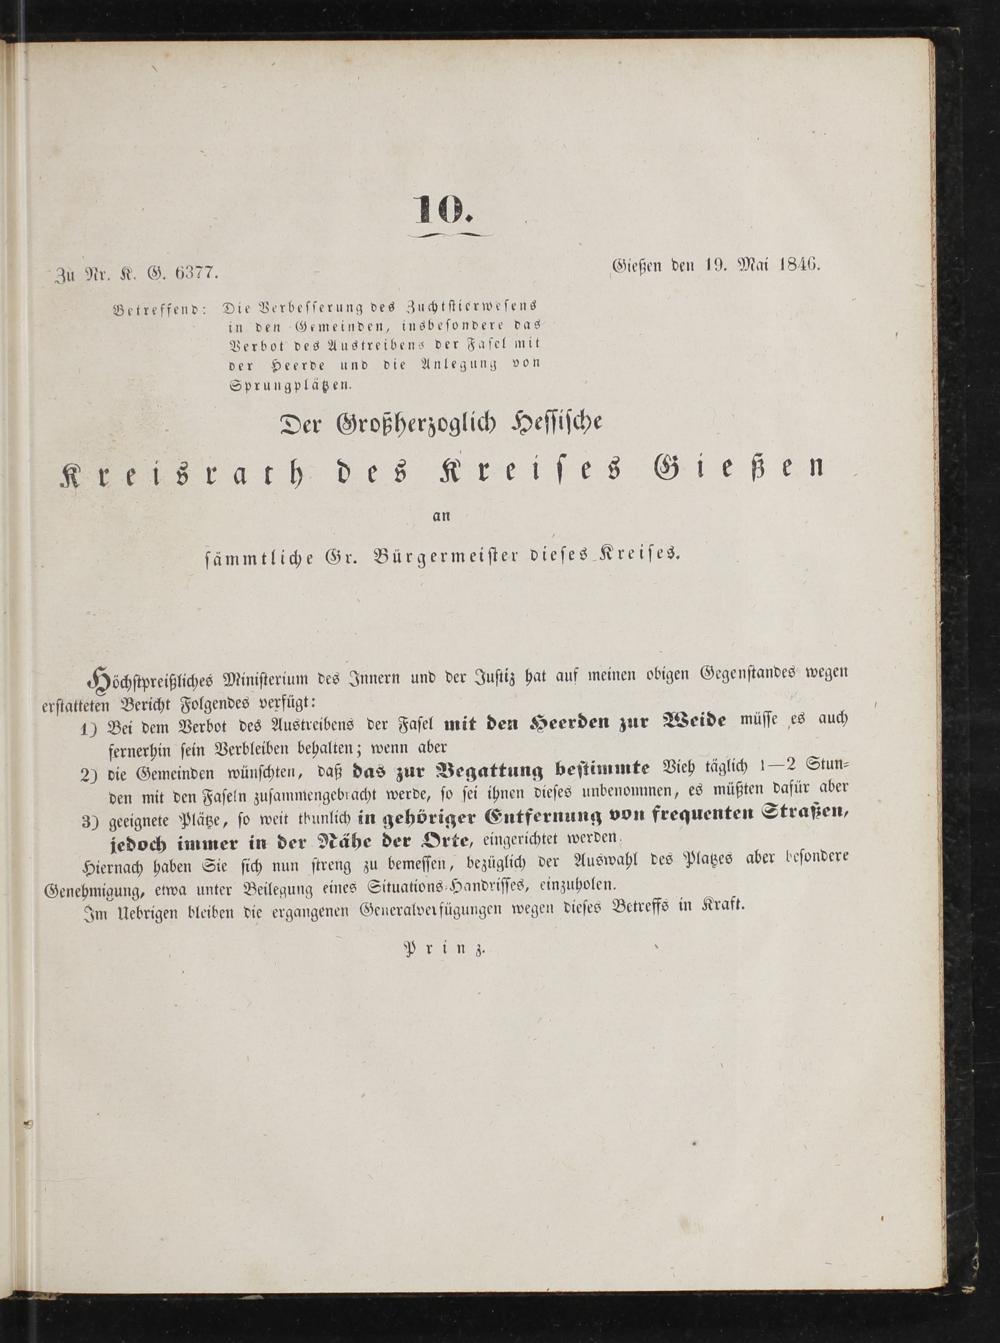 10.
Zu Nr. K. G. 6377.
Gießen den 19. Mai 1846.
Betreffend: Die Verbesserung des Zuchtstierwesens
in den Gemeinden, insbesondere das
Verbot des Austreibens der Fasel mit
der Heerde und die Anlegung von
Sprungplätzen.
Der Großherzoglich Hessische
Kreisrath des Kreises Gießen
an
sämmtliche Gr. Bürgermeister dieses Kreises.
Höchstpreißliches Ministerium des Innern und der Justiz hat auf meinen obigen Gegenstandes wegen
erstatteten Bericht Folgendes verfügt:
1) Bei dem Verbot des Austreibens der Fasel mit den Heerden zur Weide müsse es auch
fernerhin sein Verbleiben behalten; wenn aber
2) die Gemeinden wünschten, daß das zur Begattung bestimmte Vieh täglich 1—2 Stun-
den mit den Faseln zusammengebracht werde, so sei ihnen dieses unbenommen, es müßten dafür aber
3) geeignete Plätze, so weit thunlich in gehöriger Entfernung von frequenten Straßen,
jedoch immer in der Nähe der Orte, eingerichtet werden.
Hiernach haben Sie sich nun streng zu bemessen, bezüglich der Auswahl des Platzes aber besondere
Genehmigung, etwa unter Beilegung eines Situations-Handrisses, einzuholen.
Im Uebrigen bleiben die ergangenen Generalverfügungen wegen dieses Betreffs in Kraft.
Prinz.